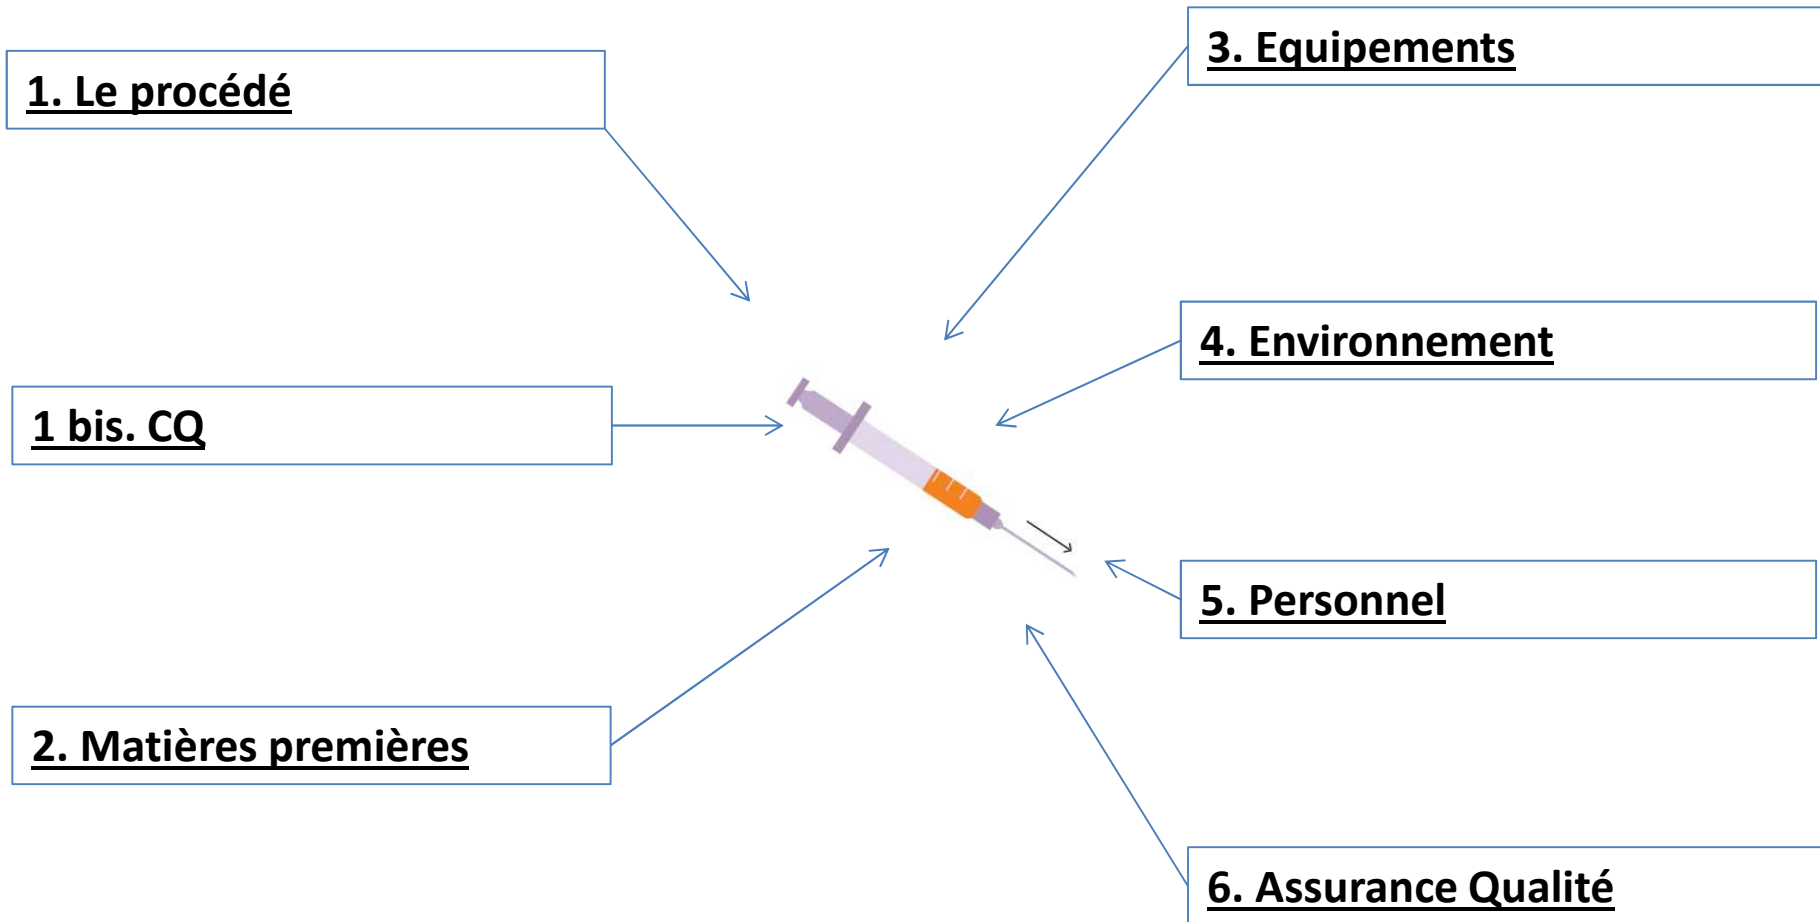 1. Le procédé
1 bis. CQ
2. Matières premières
3. Equipements
4. Environnement
5. Personnel
6. Assurance Qualité